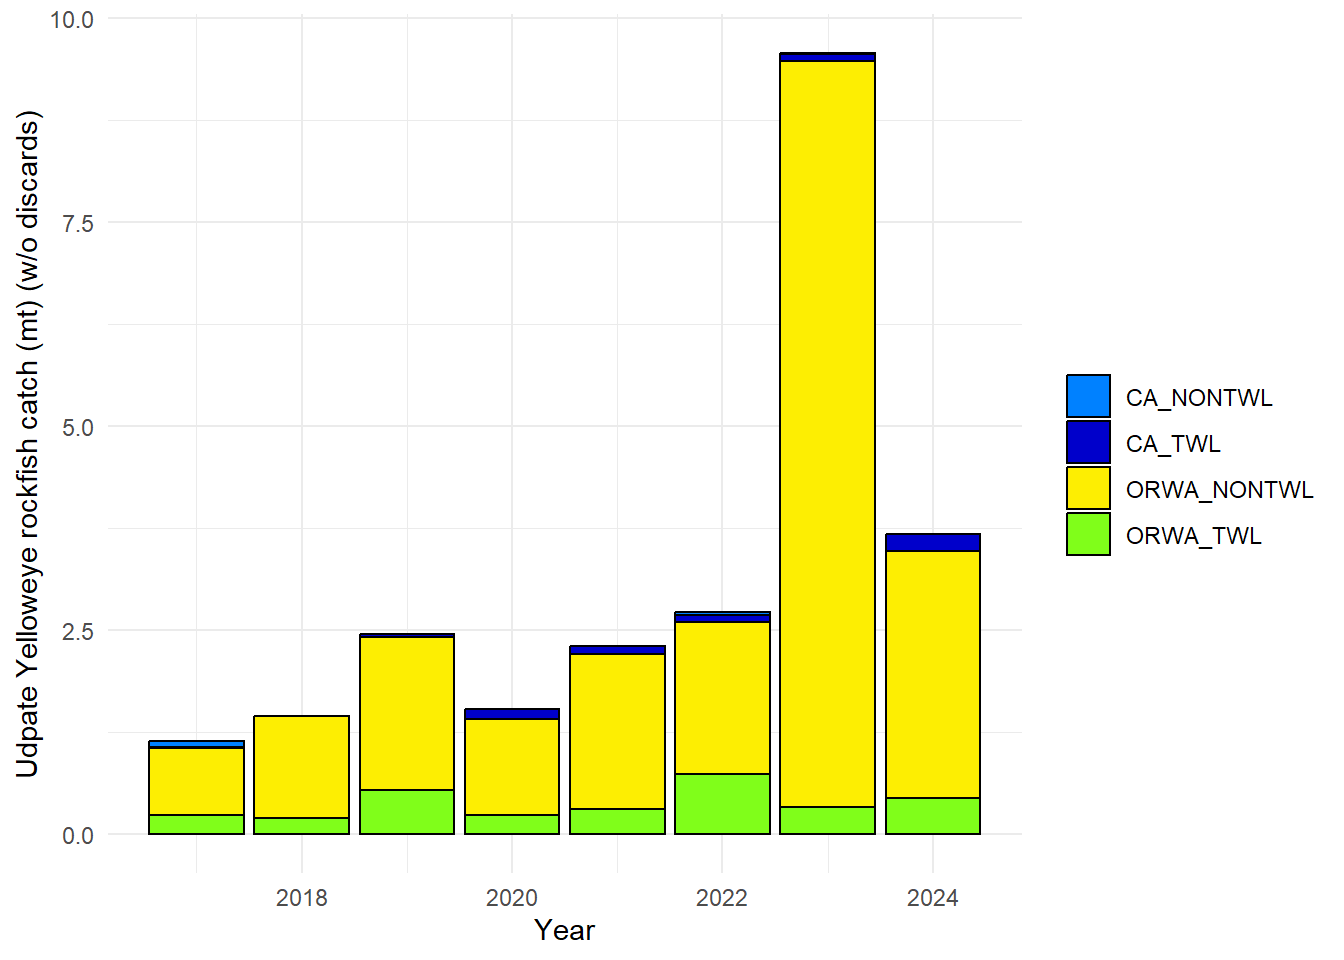 Udpate Yelloweye rockfish catch (mt) (w/o discards)
10.0
7.5
5.0
2.5
0.0
2018 2020 2022 2024
Year
CA_NONTWL
CA_TWL
ORWA_NONTWL
ORWA_TWL